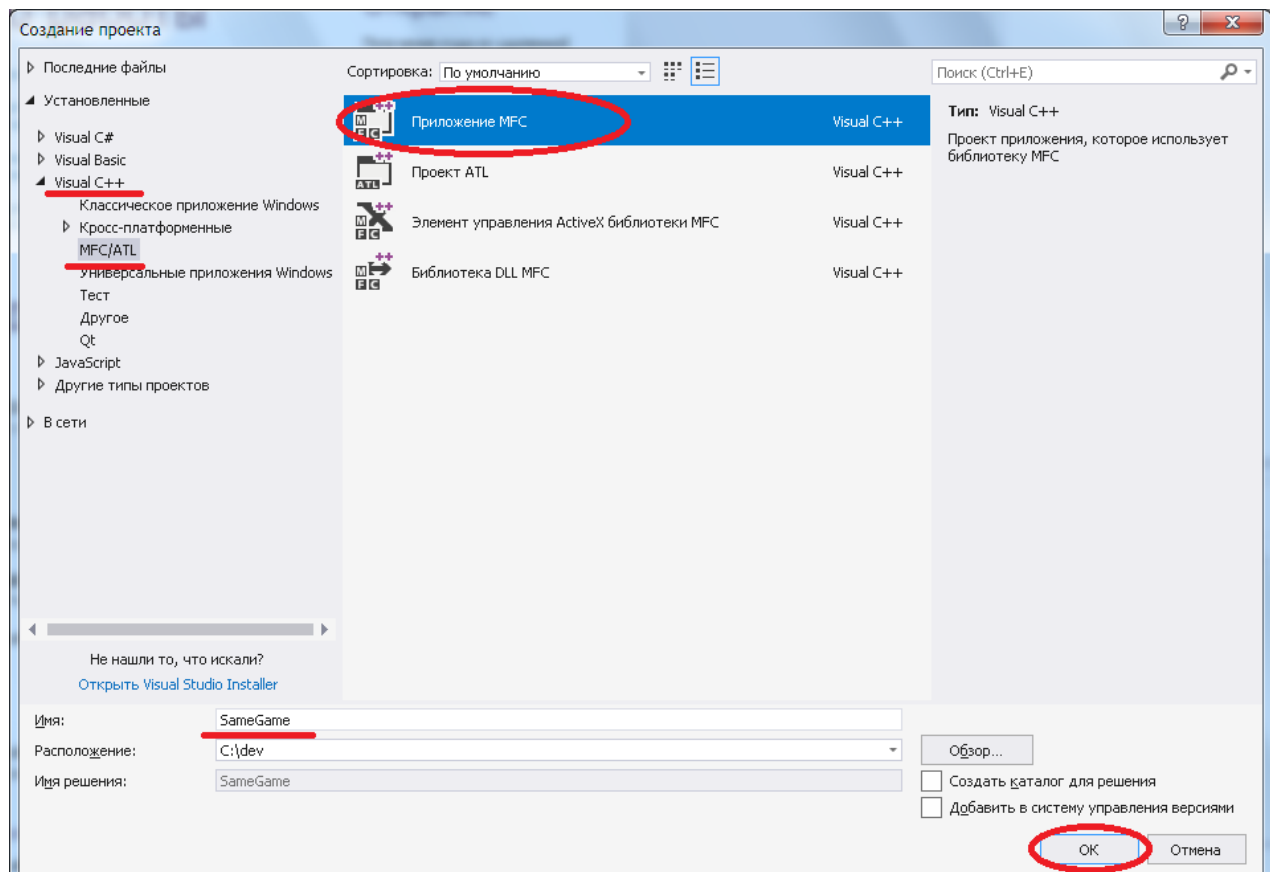 Создание проекта
Последние файлы
Установленные
Visual C#
Visual Basic
Visual C++
Классическое приложение Windows
Кросс-платформенные
MFC/ATL
Универсальные приложения Windows
Тест
Другое
Qt
JavaScript
Другие типы проектов
В сети
Не нашли то, что искали?
Открыть Visual Studio Installer
Сортировка: По умолчанию
Приложение MFC Visual C++
Проект ATL Visual C++
Элемент управления ActiveX библиотеки MFC Visual C++
Библиотека DLL MFC Visual C++
Поиск (Ctrl+E)
Тип: Visual C++
Проект приложения, которое использует
библиотеку MFC
Имя: SameGame
Расположение: C:\dev
Обзор...
Имя решения: SameGame
Создать каталог для решения
Добавить в систему управления версиями
ОК Отмена